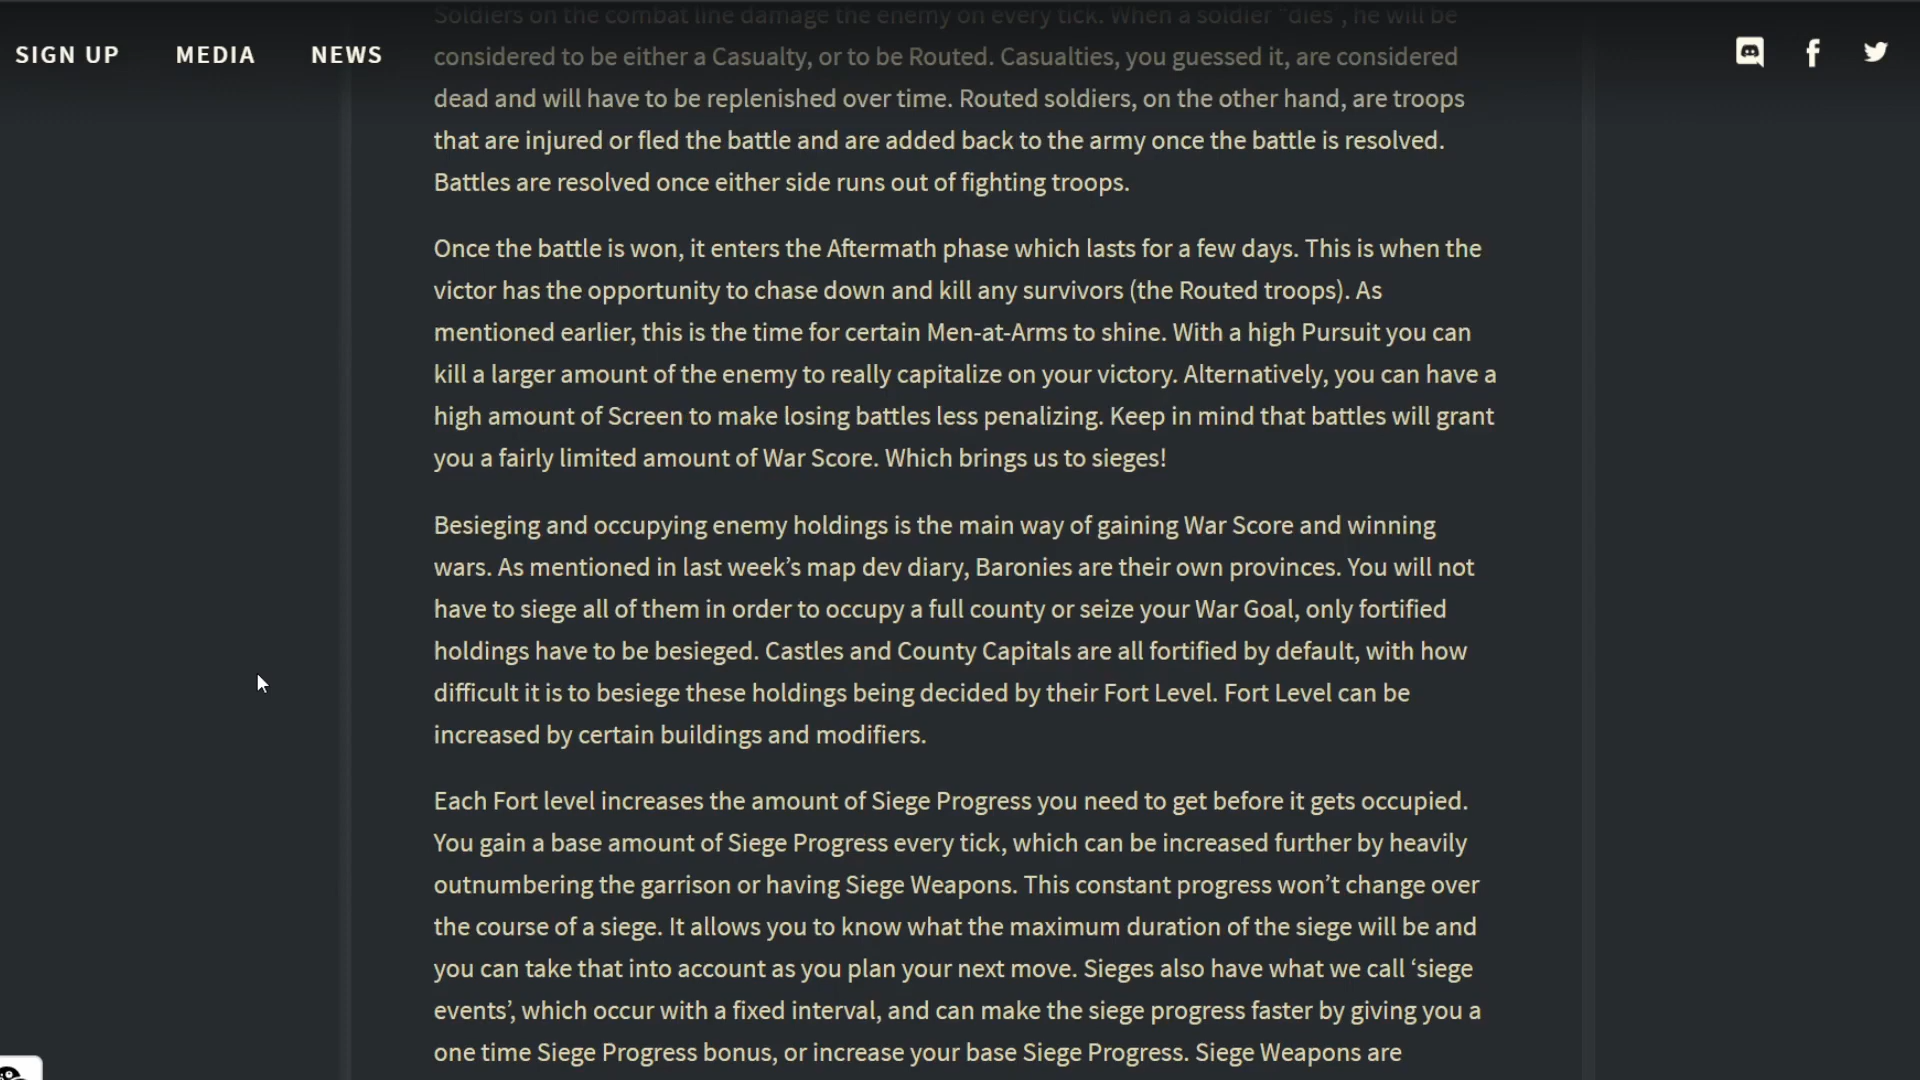 Soldiers on the combat line damage the enemy on every tick. When a soldier “dies”, he will be
SIGN UP MEDIA NEWS
considered to be either a Casualty, or to be Routed. Casualties, you guessed it, are considered
dead and will have to be replenished over time. Routed soldiers, on the other hand, are troops
that are injured or fled the battle and are added back to the army once the battle is resolved.
Battles are resolved once either side runs out of fighting troops.
Once the battle is won, it enters the Aftermath phase which lasts for a few days. This is when the
victor has the opportunity to chase down and kill any survivors (the Routed troops). As
mentioned earlier, this is the time for certain Men-at-Arms to shine. With a high Pursuit you can
kill a larger amount of the enemy to really capitalize on your victory. Alternatively, you can have a
high amount of Screen to make losing battles less penalizing. Keep in mind that battles will grant
you a fairly limited amount of War Score. Which brings us to sieges!
Besieging and occupying enemy holdings is the main way of gaining War Score and winning
wars. As mentioned in last week’s map dev diary, Baronies are their own provinces. You will not
have to siege all of them in order to occupy a full county or seize your War Goal, only fortified
holdings have to be besieged. Castles and County Capitals are all fortified by default, with how
difficult it is to besiege these holdings being decided by their Fort Level. Fort Level can be
increased by certain buildings and modifiers.
Each Fort level increases the amount of Siege Progress you need to get before it gets occupied.
You gain a base amount of Siege Progress every tick, which can be increased further by heavily
outnumbering the garrison or having Siege Weapons. This constant progress won’t change over
the course of a siege. It allows you to know what the maximum duration of the siege will be and
you can take that into account as you plan your next move. Sieges also have what we call ‘siege
events’, which occur with a fixed interval, and can make the siege progress faster by giving you a
one time Siege Progress bonus, or increase your base Siege Progress. Siege Weapons are